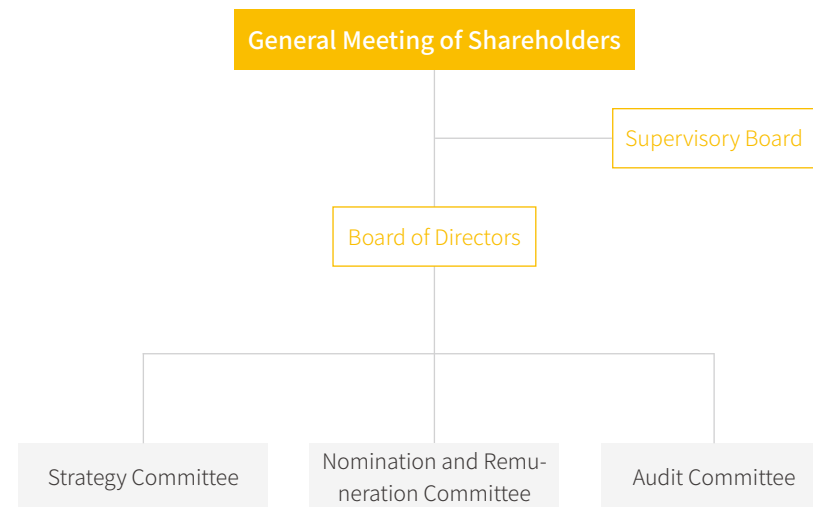 General Meeting of Shareholders
Supervisory Board
Board of Directors
Strategy Committee
Nomination and Remu-
neration Committee
Audit Committee